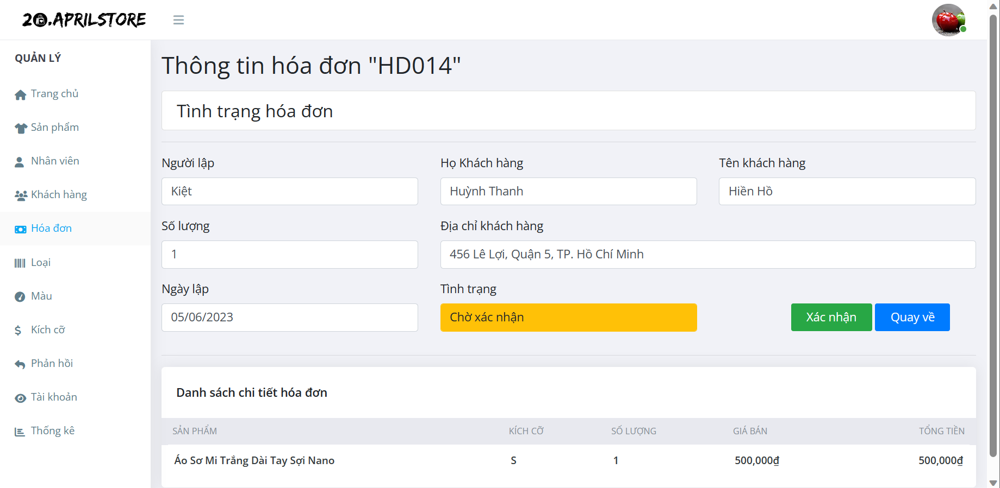 20.APRILSTORE
QUẢN LÝ
Trang chủ
Sản phẩm
Nhân viên
Khách hàng
Hóa đơn
Loại
Màu
Kích cỡ
Phản hồi
Tài khoản
Thống kê
Thông tin hóa đơn "HD014"
Tình trạng hóa đơn
Người lập
Họ Khách hàng
Tên khách hàng
Kiệt
Huỳnh Thanh
Hiền Hồ
Số lượng
Địa chỉ khách hàng
1
456 Lê Lợi, Quận 5, TP. Hồ Chí Minh
Ngày lập
Tình trạng
05/06/2023
Chờ xác nhận
Xác nhận
Quay về
Danh sách chi tiết hóa đơn
SẢN PHẨM KÍCH CỠ SỐ LƯỢNG GIÁ BÁN TỔNG TIỀN
Áo Sơ Mi Trắng Dài Tay Sợi Nano S 1 500,000₫ 500,000₫